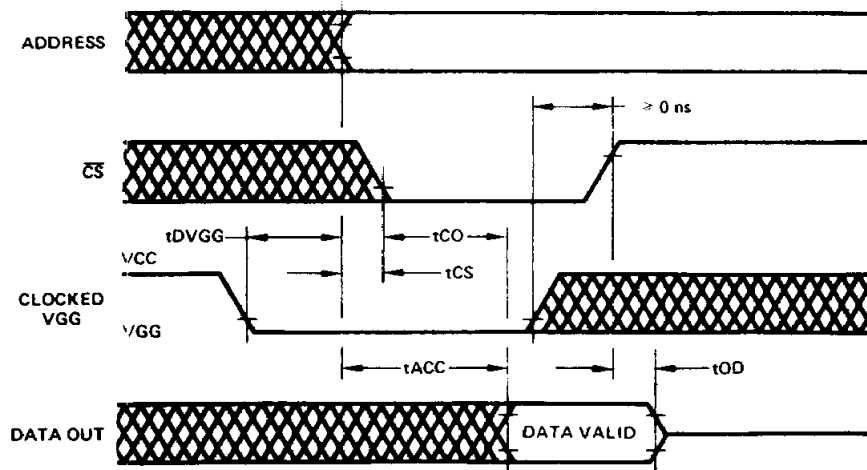 ADDRESS
≥ 0 ns
CS
tDVGG
tCO
VCC
tCS
CLOCKED
VGG
VGG
tACC
tOD
DATA OUT
DATA VALID